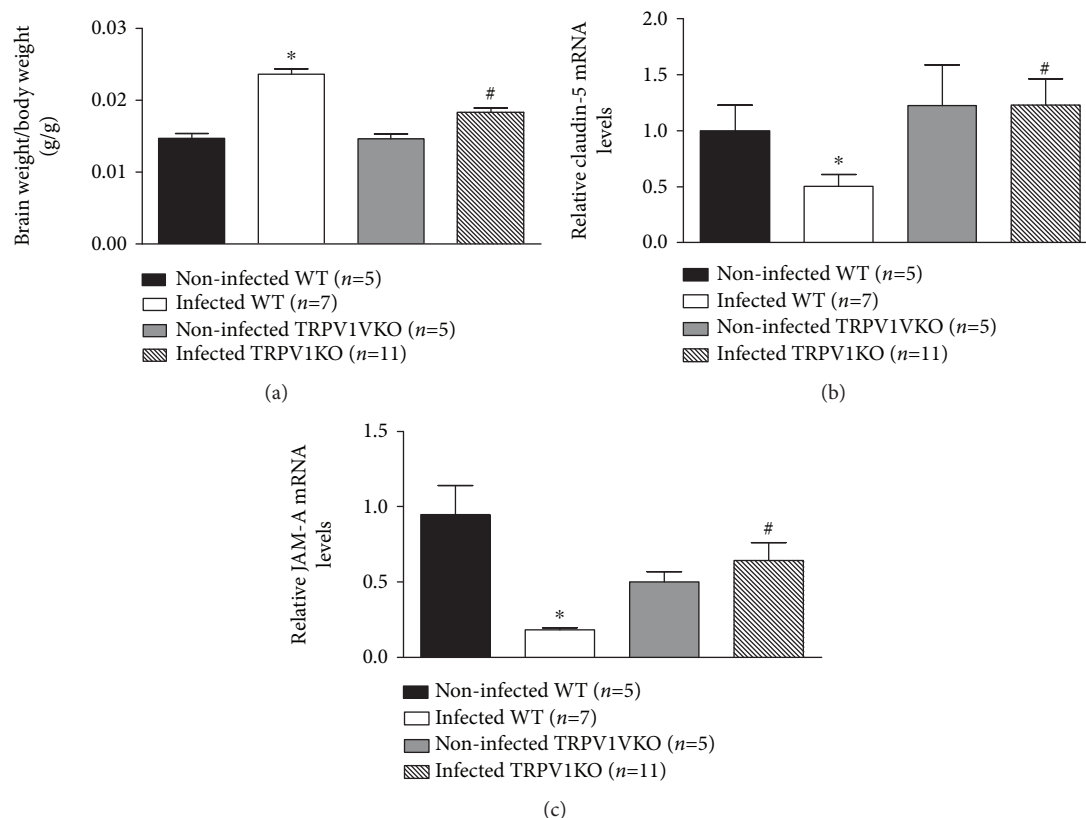 Brain weight/body weight
(g/g)
0.03
0.02
0.01
0.00
*
#
Non-infected WT (n=5)
Infected WT (n=7)
Non-infected TRPV1VKO (n=5)
Infected TRPV1KO (n=11)
(a)
Relative claudin-5 mRNA
levels
2.0
1.5
1.0
0.5
0.0
*
#
Non-infected WT (n=5)
Infected WT (n=7)
Non-infected TRPV1VKO (n=5)
Infected TRPV1KO (n=11)
(b)
Relative JAM-A mRNA
levels
1.5
1.0
0.5
0.0
*
#
Non-infected WT (n=5)
Infected WT (n=7)
Non-infected TRPV1VKO (n=5)
Infected TRPV1KO (n=11)
(c)